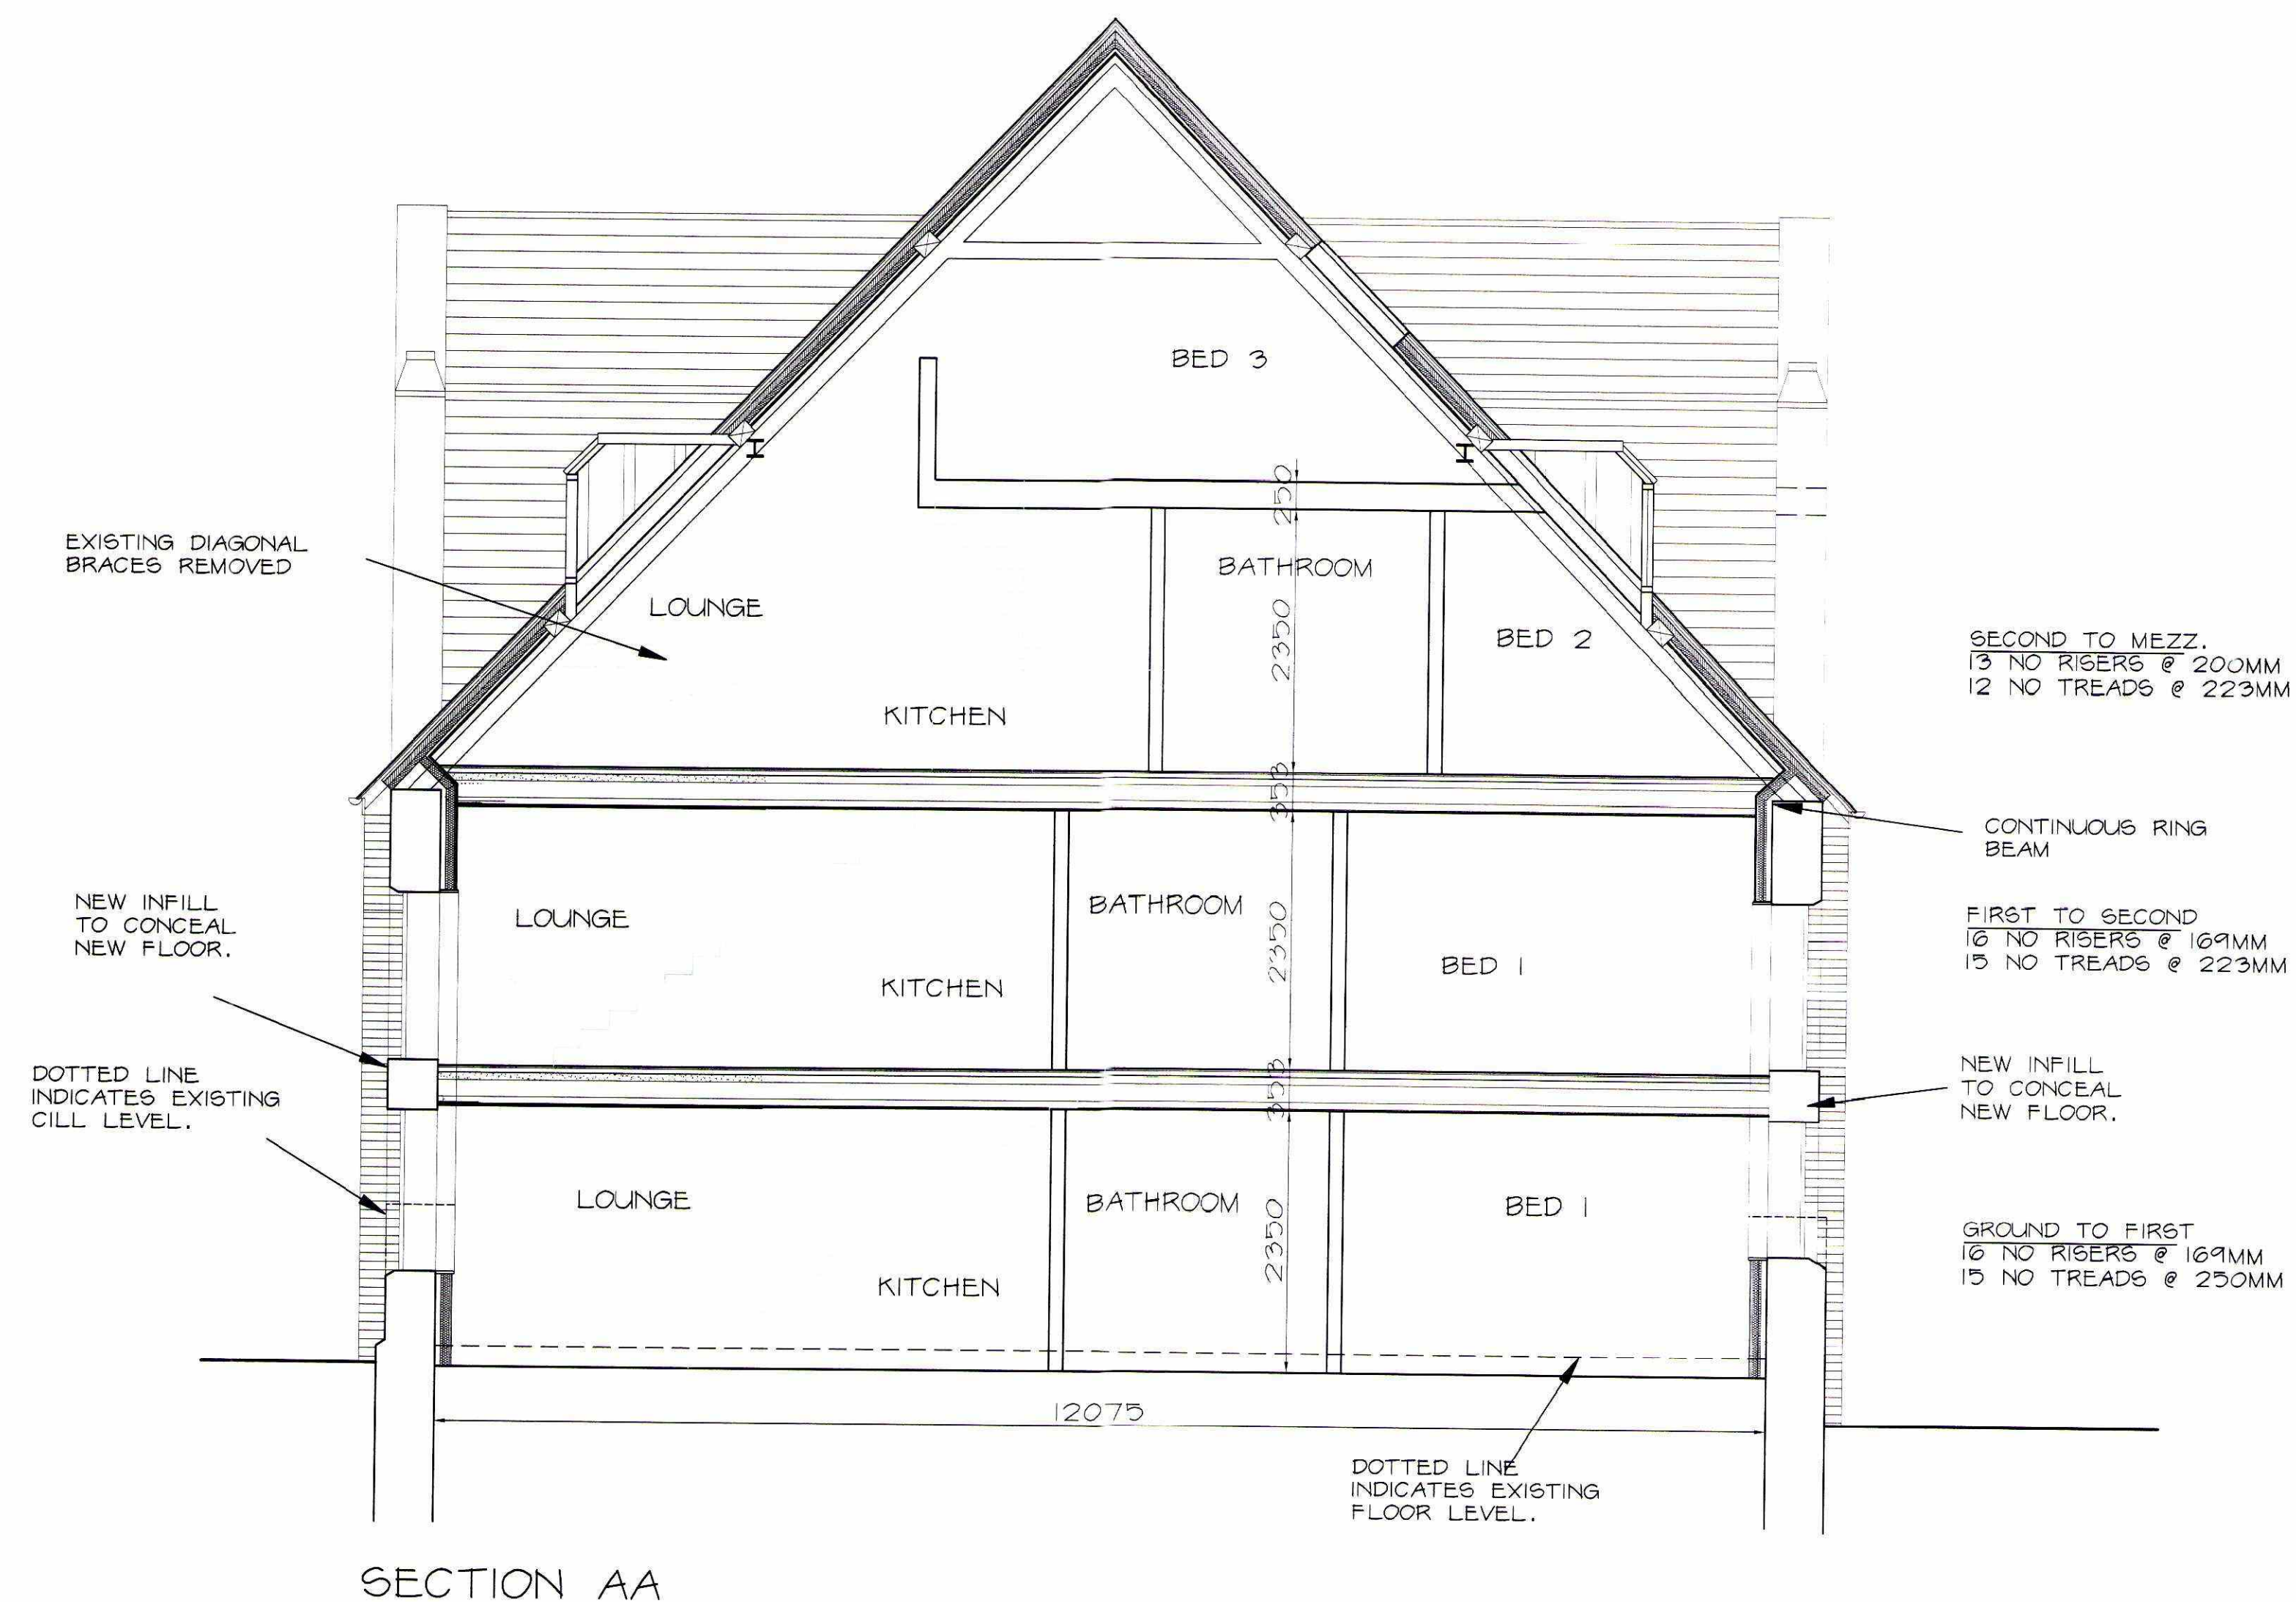 BED 3
250
EXISTING DIAGONAL
BRACES REMOVED
BATHROOM
LOUNGE
2350
BED 2
KITCHEN
SECOND TO MEZZ.
13 NO RISERS @ 200MM
12 NO TREADS @ 223MM
353
CONTINUOUS RING
BEAM
NEW INFILL
TO CONCEAL
NEW FLOOR.
LOUNGE
BATHROOM
2350
BED 1
KITCHEN
FIRST TO SECOND
16 NO RISERS @ 169MM
15 NO TREADS @ 223MM
353
NEW INFILL
TO CONCEAL
NEW FLOOR.
DOTTED LINE
INDICATES EXISTING
CILL LEVEL.
LOUNGE
BATHROOM
2350
BED 1
KITCHEN
GROUND TO FIRST
16 NO RISERS @ 169MM
15 NO TREADS @ 250MM
12075
DOTTED LINE
INDICATES EXISTING
FLOOR LEVEL.
SECTION AA